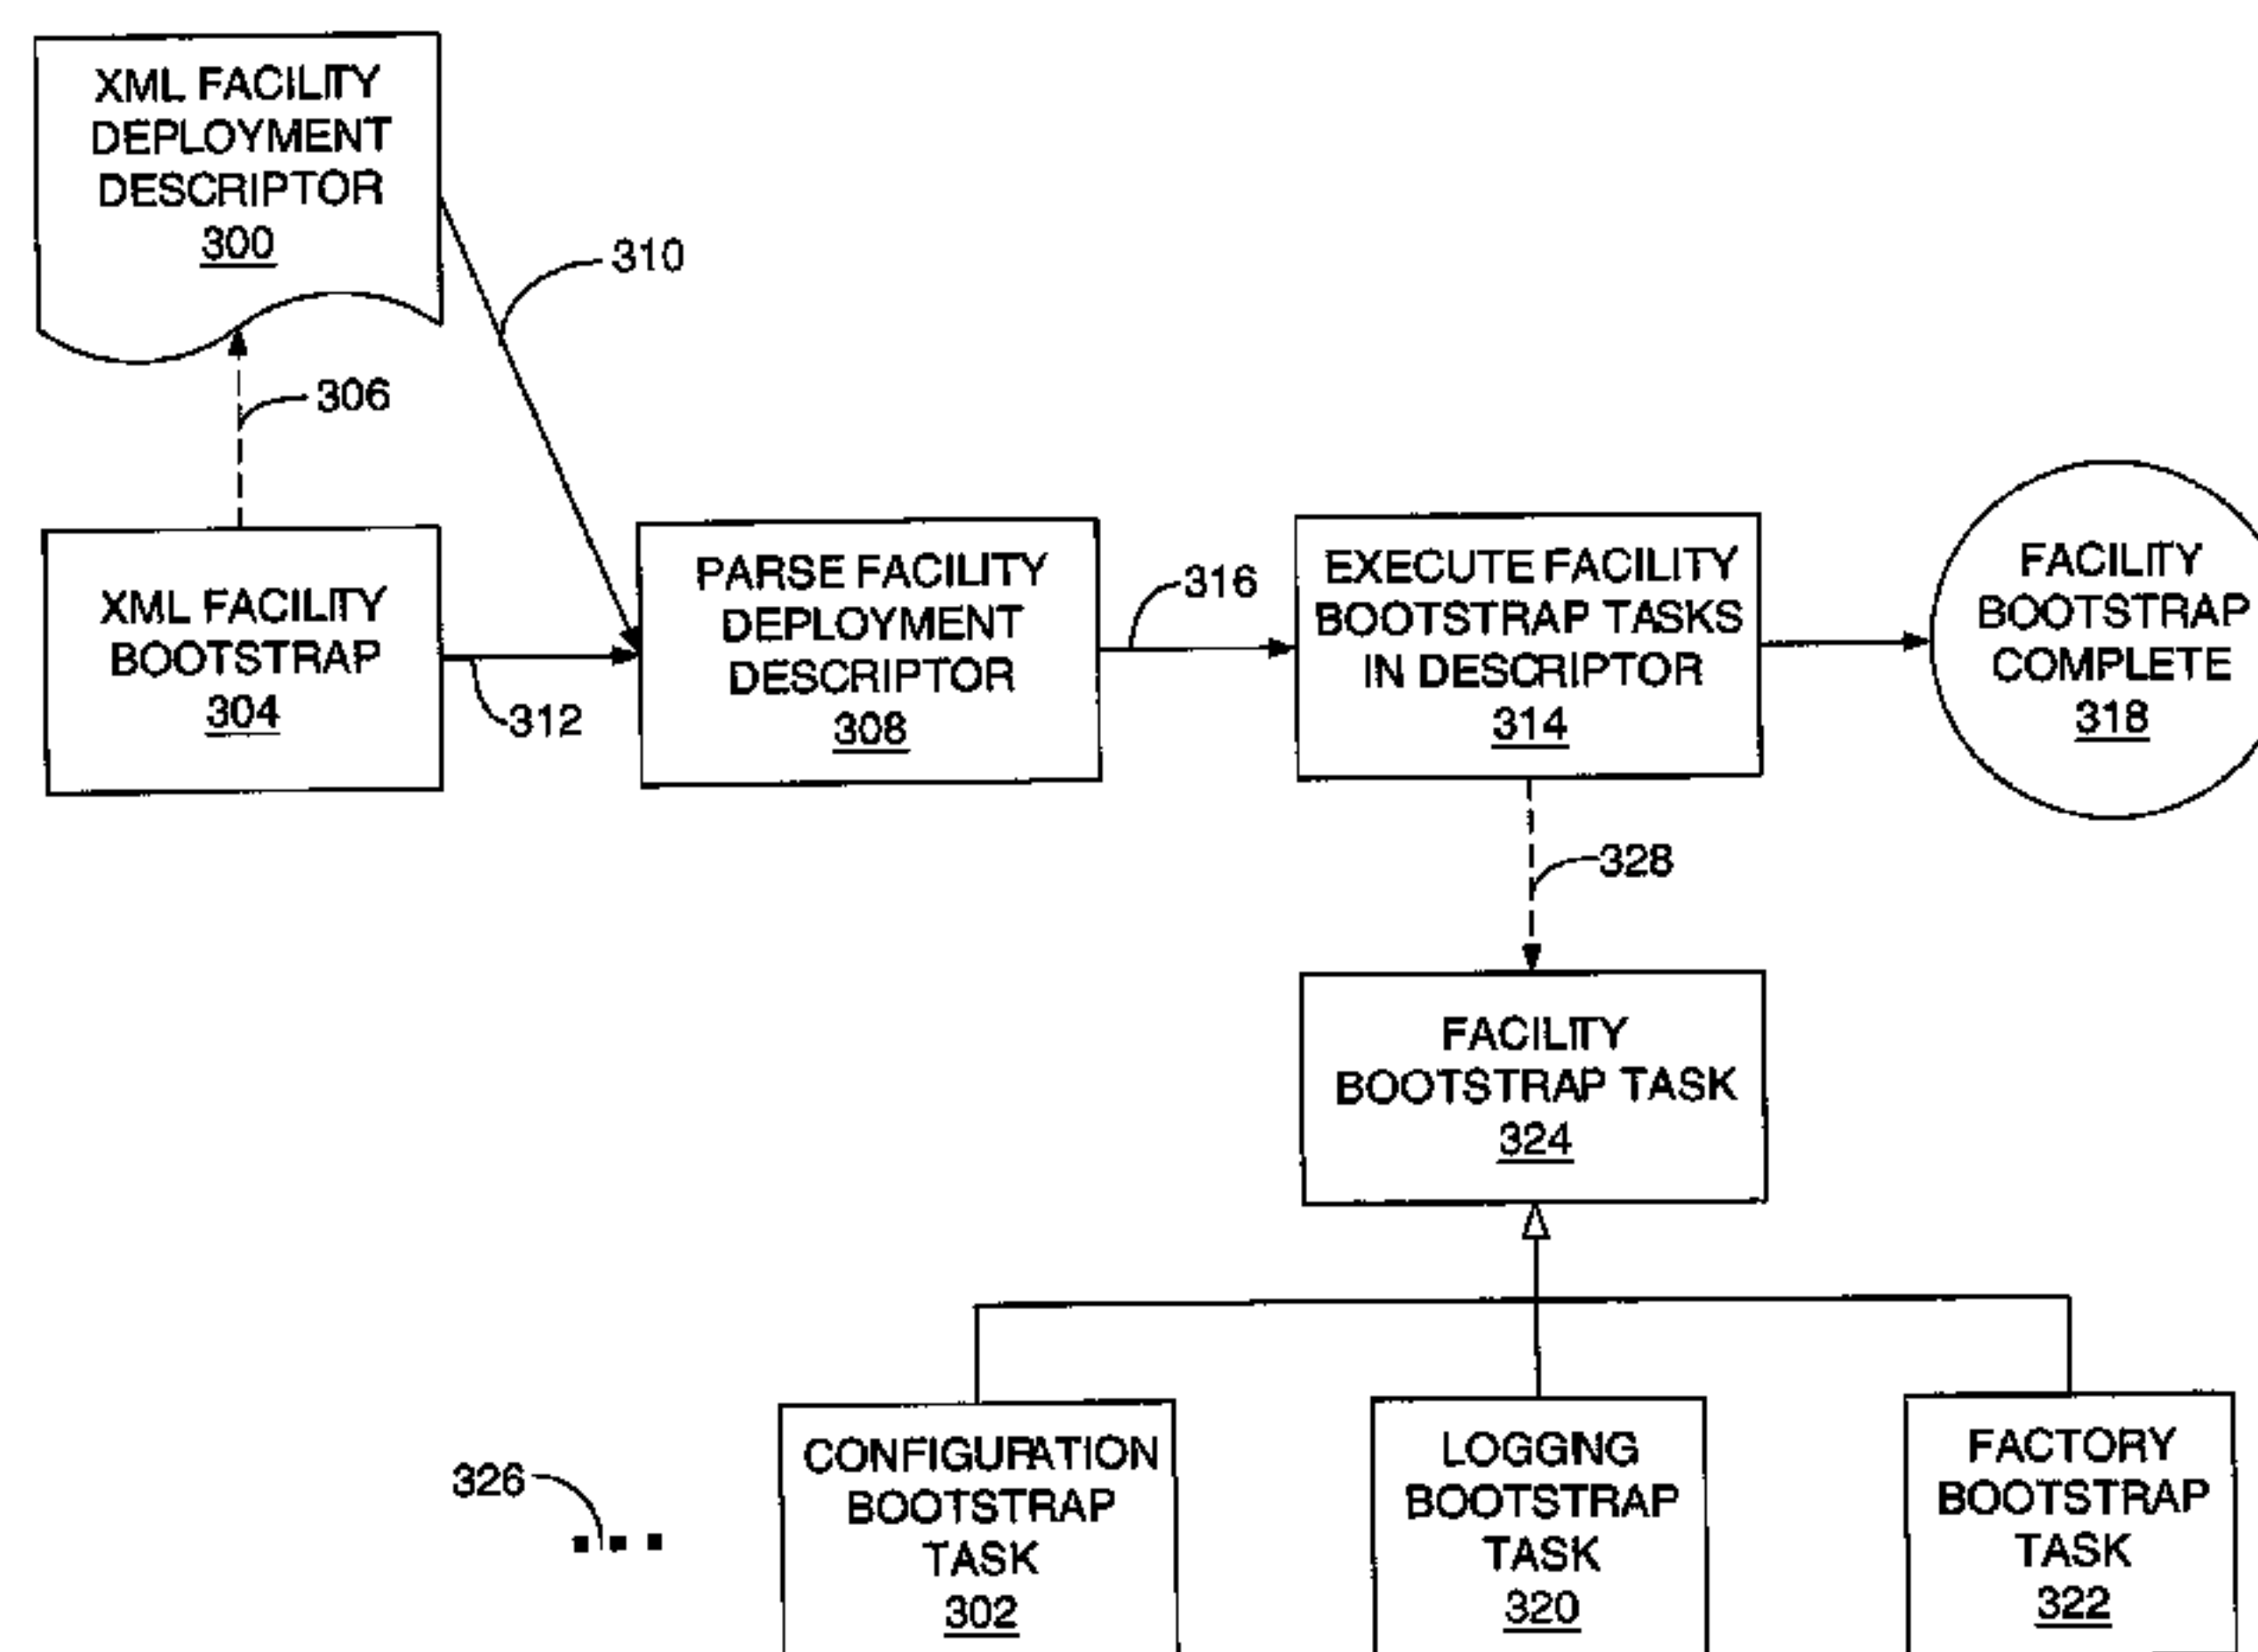 XML FACILITY
DEPLOYMENT
DESCRIPTOR
300
310
306
XML FACILITY
BOOTSTRAP
304
312
PARSE FACILITY
DEPLOYMENT
DESCRIPTOR
308
316
EXECUTE FACILITY
BOOTSTRAP TASKS
IN DESCRIPTOR
314
FACILITY
BOOTSTRAP
COMPLETE
318
328
FACILITY
BOOTSTRAP TASK
324
326
CONFIGURATION
BOOTSTRAP
TASK
302
LOGGING
BOOTSTRAP
TASK
320
FACTORY
BOOTSTRAP
TASK
322